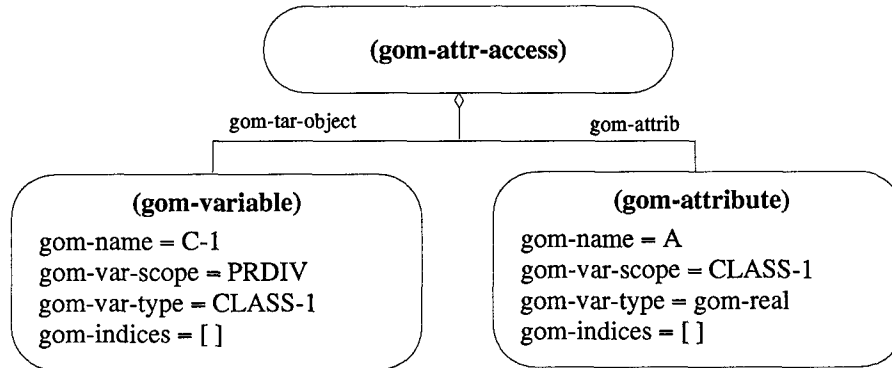 (gom-attr-access)
gom-tar-object
gom-attrib
(gom-variable)
gom-name = C-1
gom-var-scope = PRDIV
gom-var-type = CLASS-1
gom-indices = [ ]
(gom-attribute)
gom-name = A
gom-var-scope = CLASS-1
gom-var-type = gom-real
gom-indices = [ ]